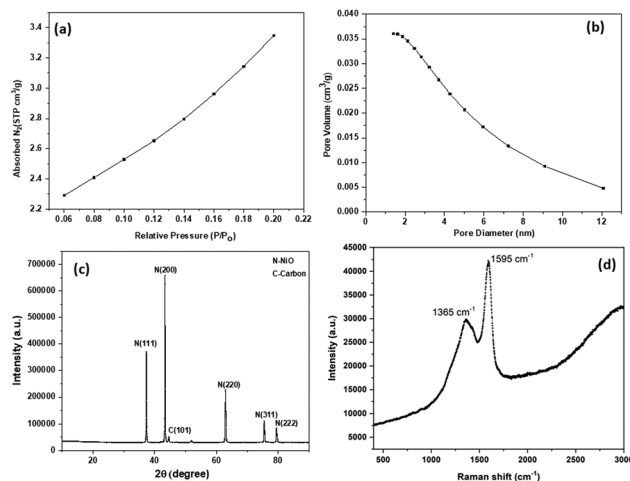 (a)
Absorbed N2(STP cm3/g)
3.4
3.2
3.0
2.8
2.6
2.4
2.2
0.06 0.08 0.10 0.12 0.14 0.16 0.18 0.20 0.22
Relative Pressure (P/PO)
(b)
Pore Volume (cm3/g)
0.040
0.035
0.030
0.025
0.020
0.015
0.010
0.005
0.000
0 2 4 6 8 10 12
Pore Diameter (nm)
(c)
N-NiO
C-Carbon
Intensity (a.u.)
700000
600000
500000
400000
300000
200000
100000
0
N(200)
N(111)
C(101)
N(220)
N(311)
N(222)
20 40 60 80
2θ (degree)
(d)
1595 cm-1
1365 cm-1
Intensity (a.u.)
45000
40000
35000
30000
25000
20000
15000
10000
5000
500 1000 1500 2000 2500 3000
Raman shift (cm-1)